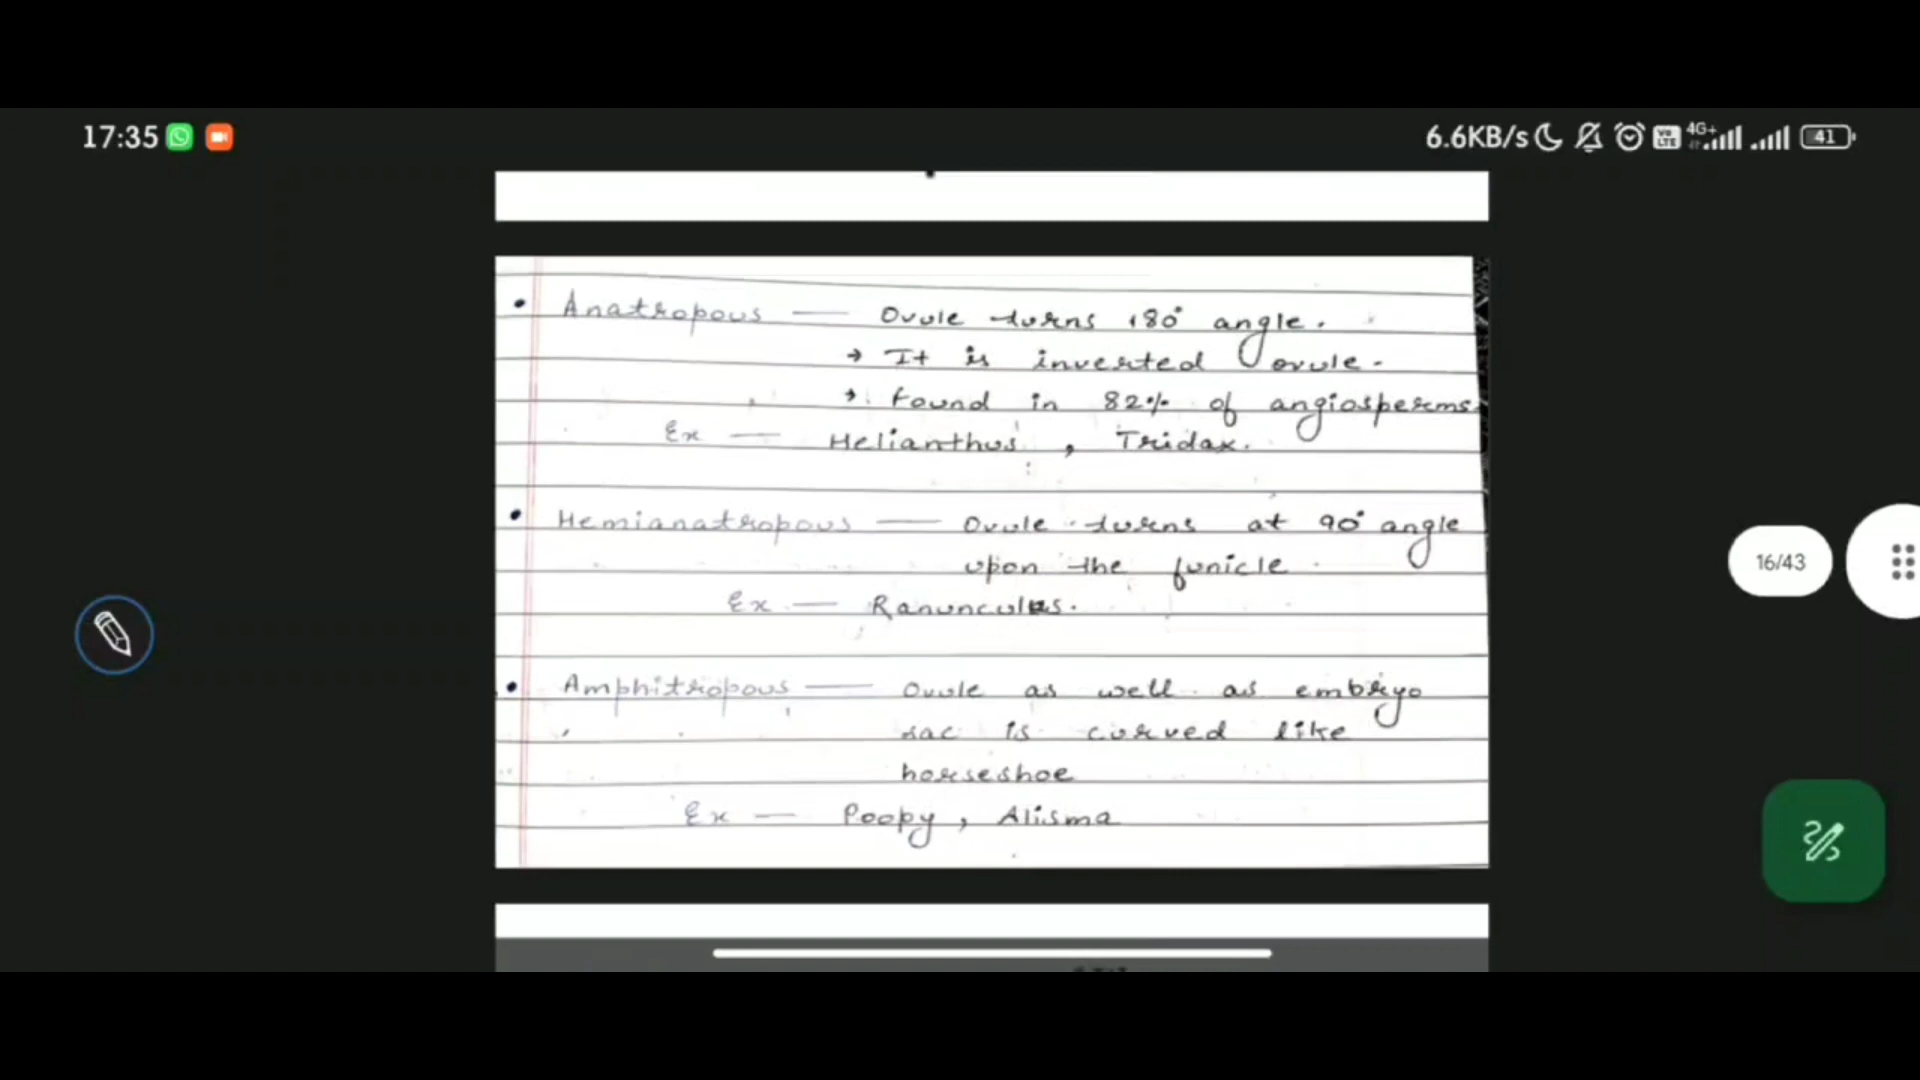 17:35
6.6KB/s 4G+ 41
• Anatropous — Ovule turns 180° angle.
→ It is inverted ovule.
→ Found in 82% of angiosperms.
Ex — Helianthus, Tridax.
• Hemianatropous — Ovule turns at 90° angle
upon the funicle.
Ex — Ranunculus.
16/43
• Amphitropous — Ovule as well as embryo
sac is curved like
horseshoe
Ex — Poopy, Alisma